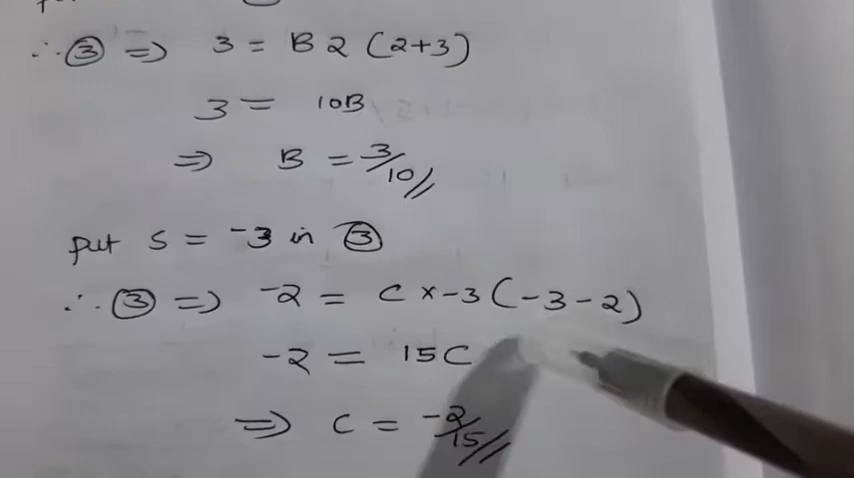 ∴ ③ ⇒ 3 = B 2 (2+3)
3 = 10B
⇒ B = 3/10 //
put s = -3 in ③
∴ ③ ⇒ -2 = C × -3 (-3-2)
-2 = 15C
⇒ C = -2/15 //